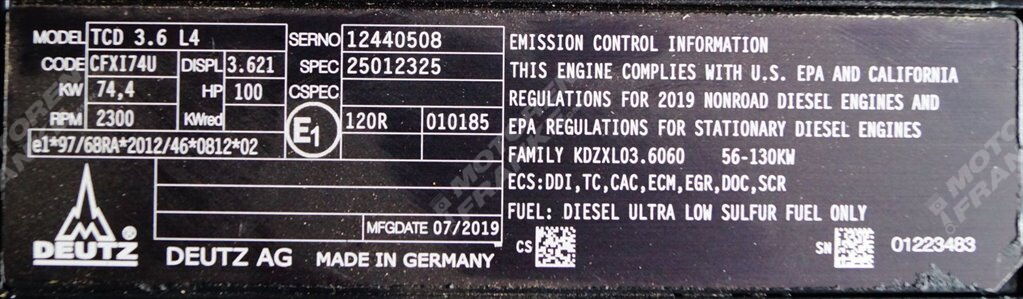 MODEL TCD 3.6 L4 SERNO 12440508
CODE CFXI74U DISPL 3.621 SPEC 25012325
KW 74,4 HP 100 CSPEC
RPM 2300 KWred E1 120R 010185
e1*97/68RA*2012/46*0812*02
MFGDATE 07/2019
DEUTZ ®
DEUTZ AG MADE IN GERMANY
EMISSION CONTROL INFORMATION
THIS ENGINE COMPLIES WITH U.S. EPA AND CALIFORNIA
REGULATIONS FOR 2019 NONROAD DIESEL ENGINES AND
EPA REGULATIONS FOR STATIONARY DIESEL ENGINES
FAMILY KDZXL03.6060 56-130KW
ECS:DDI,TC,CAC,ECM,EGR,DOC,SCR
FUEL: DIESEL ULTRA LOW SULFUR FUEL ONLY
CS SN 01223483
MOTOREN
FRANK